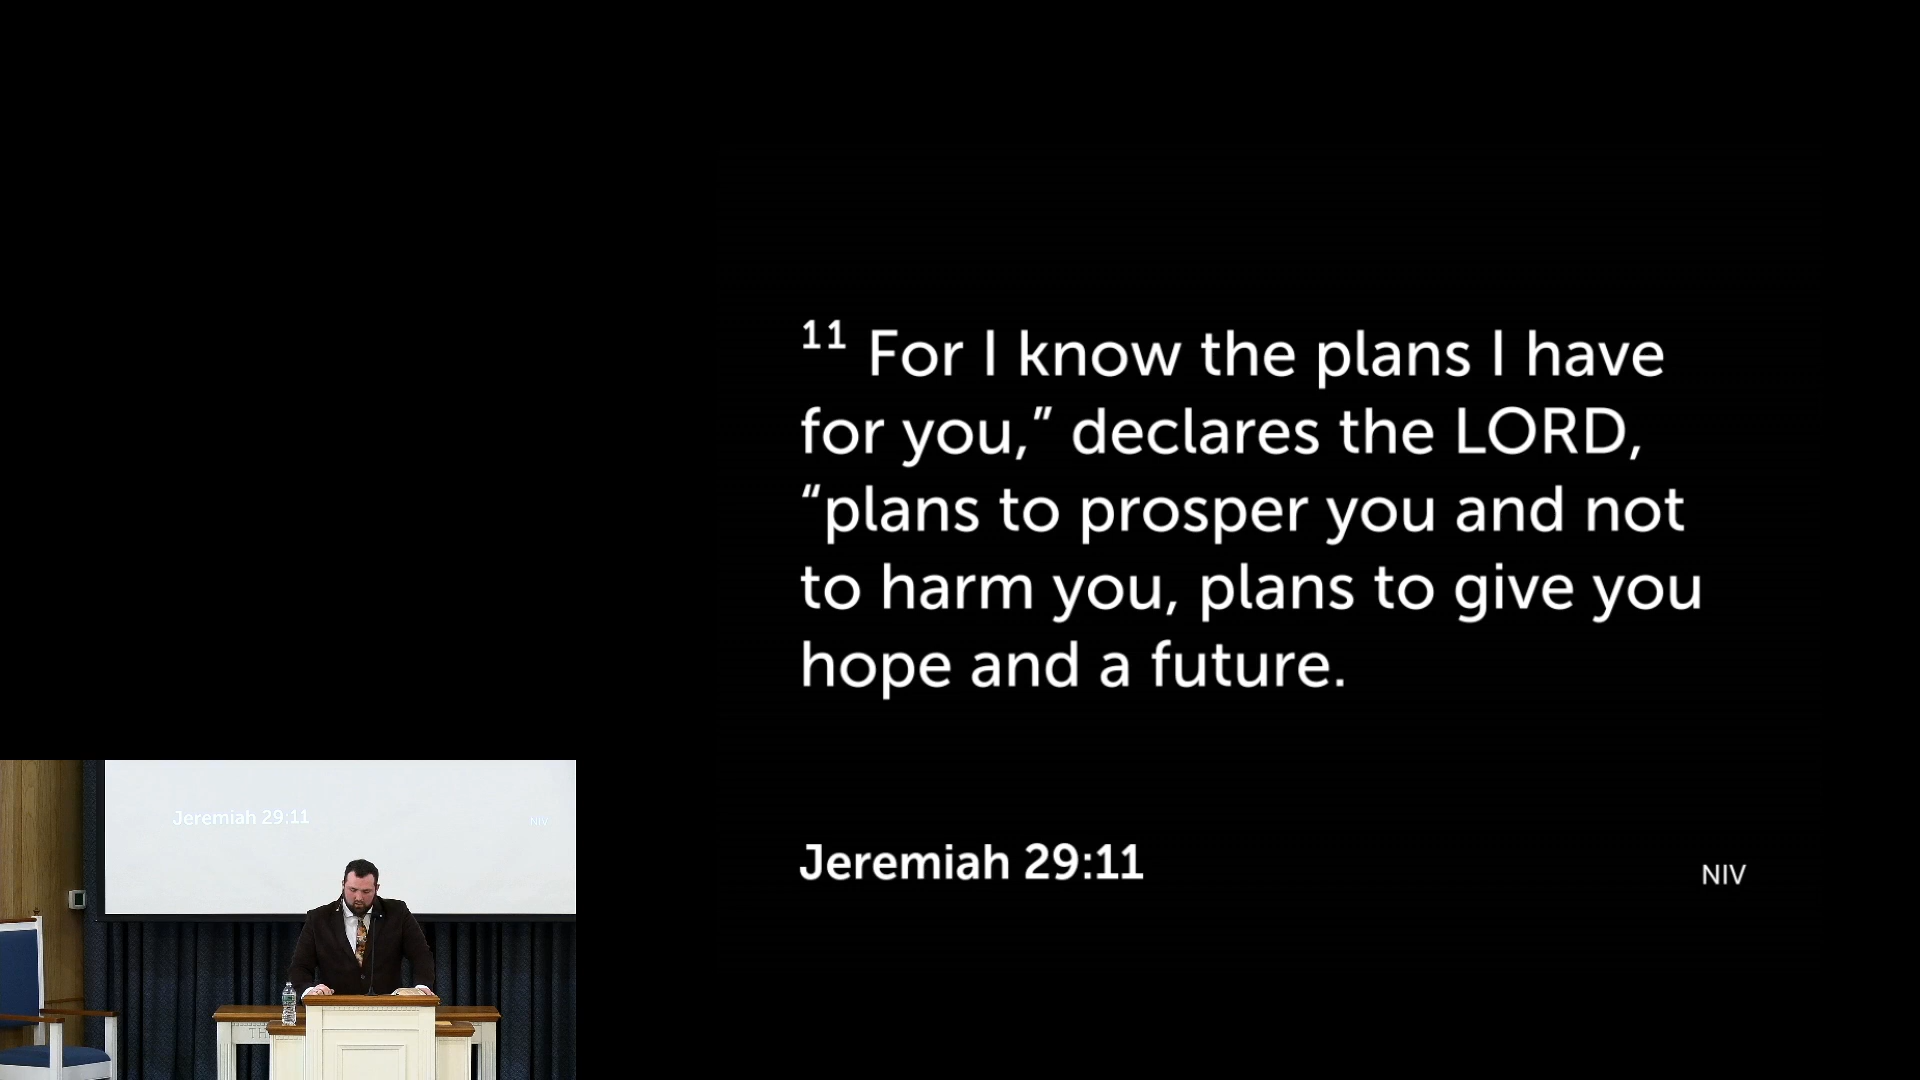 11 For I know the plans I have
for you,” declares the LORD,
“plans to prosper you and not
to harm you, plans to give you
hope and a future.
Jeremiah 29:11
NIV
Jeremiah 29:11
NIV